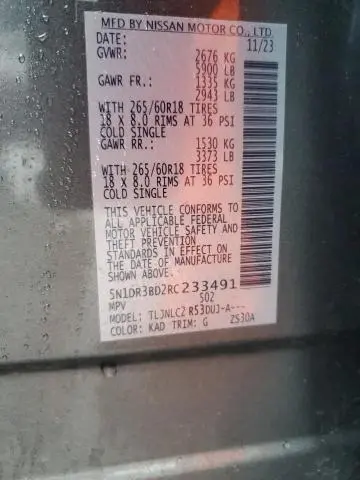 MFD BY NISSAN MOTOR CO., LTD.
DATE: 11/23
GVWR: 2676 KG
5900 LB
GAWR FR.: 1335 KG
2943 LB
WITH 265/60R18 TIRES
18 X 8.0 RIMS AT 36 PSI
COLD SINGLE
GAWR RR.: 1530 KG
3373 LB
WITH 265/60R18 TIRES
18 X 8.0 RIMS AT 36 PSI
COLD SINGLE
THIS VEHICLE CONFORMS TO
ALL APPLICABLE FEDERAL
MOTOR VEHICLE SAFETY AND
THEFT PREVENTION
STANDARDS IN EFFECT ON
THE DATE OF MANUFACTURE
SHOWN ABOVE.
5N1DR3BD2RC233491
MPV S02
MODEL: TLJNLC2 R53DUJ-A---
COLOR: KAD TRIM: G ZS30A